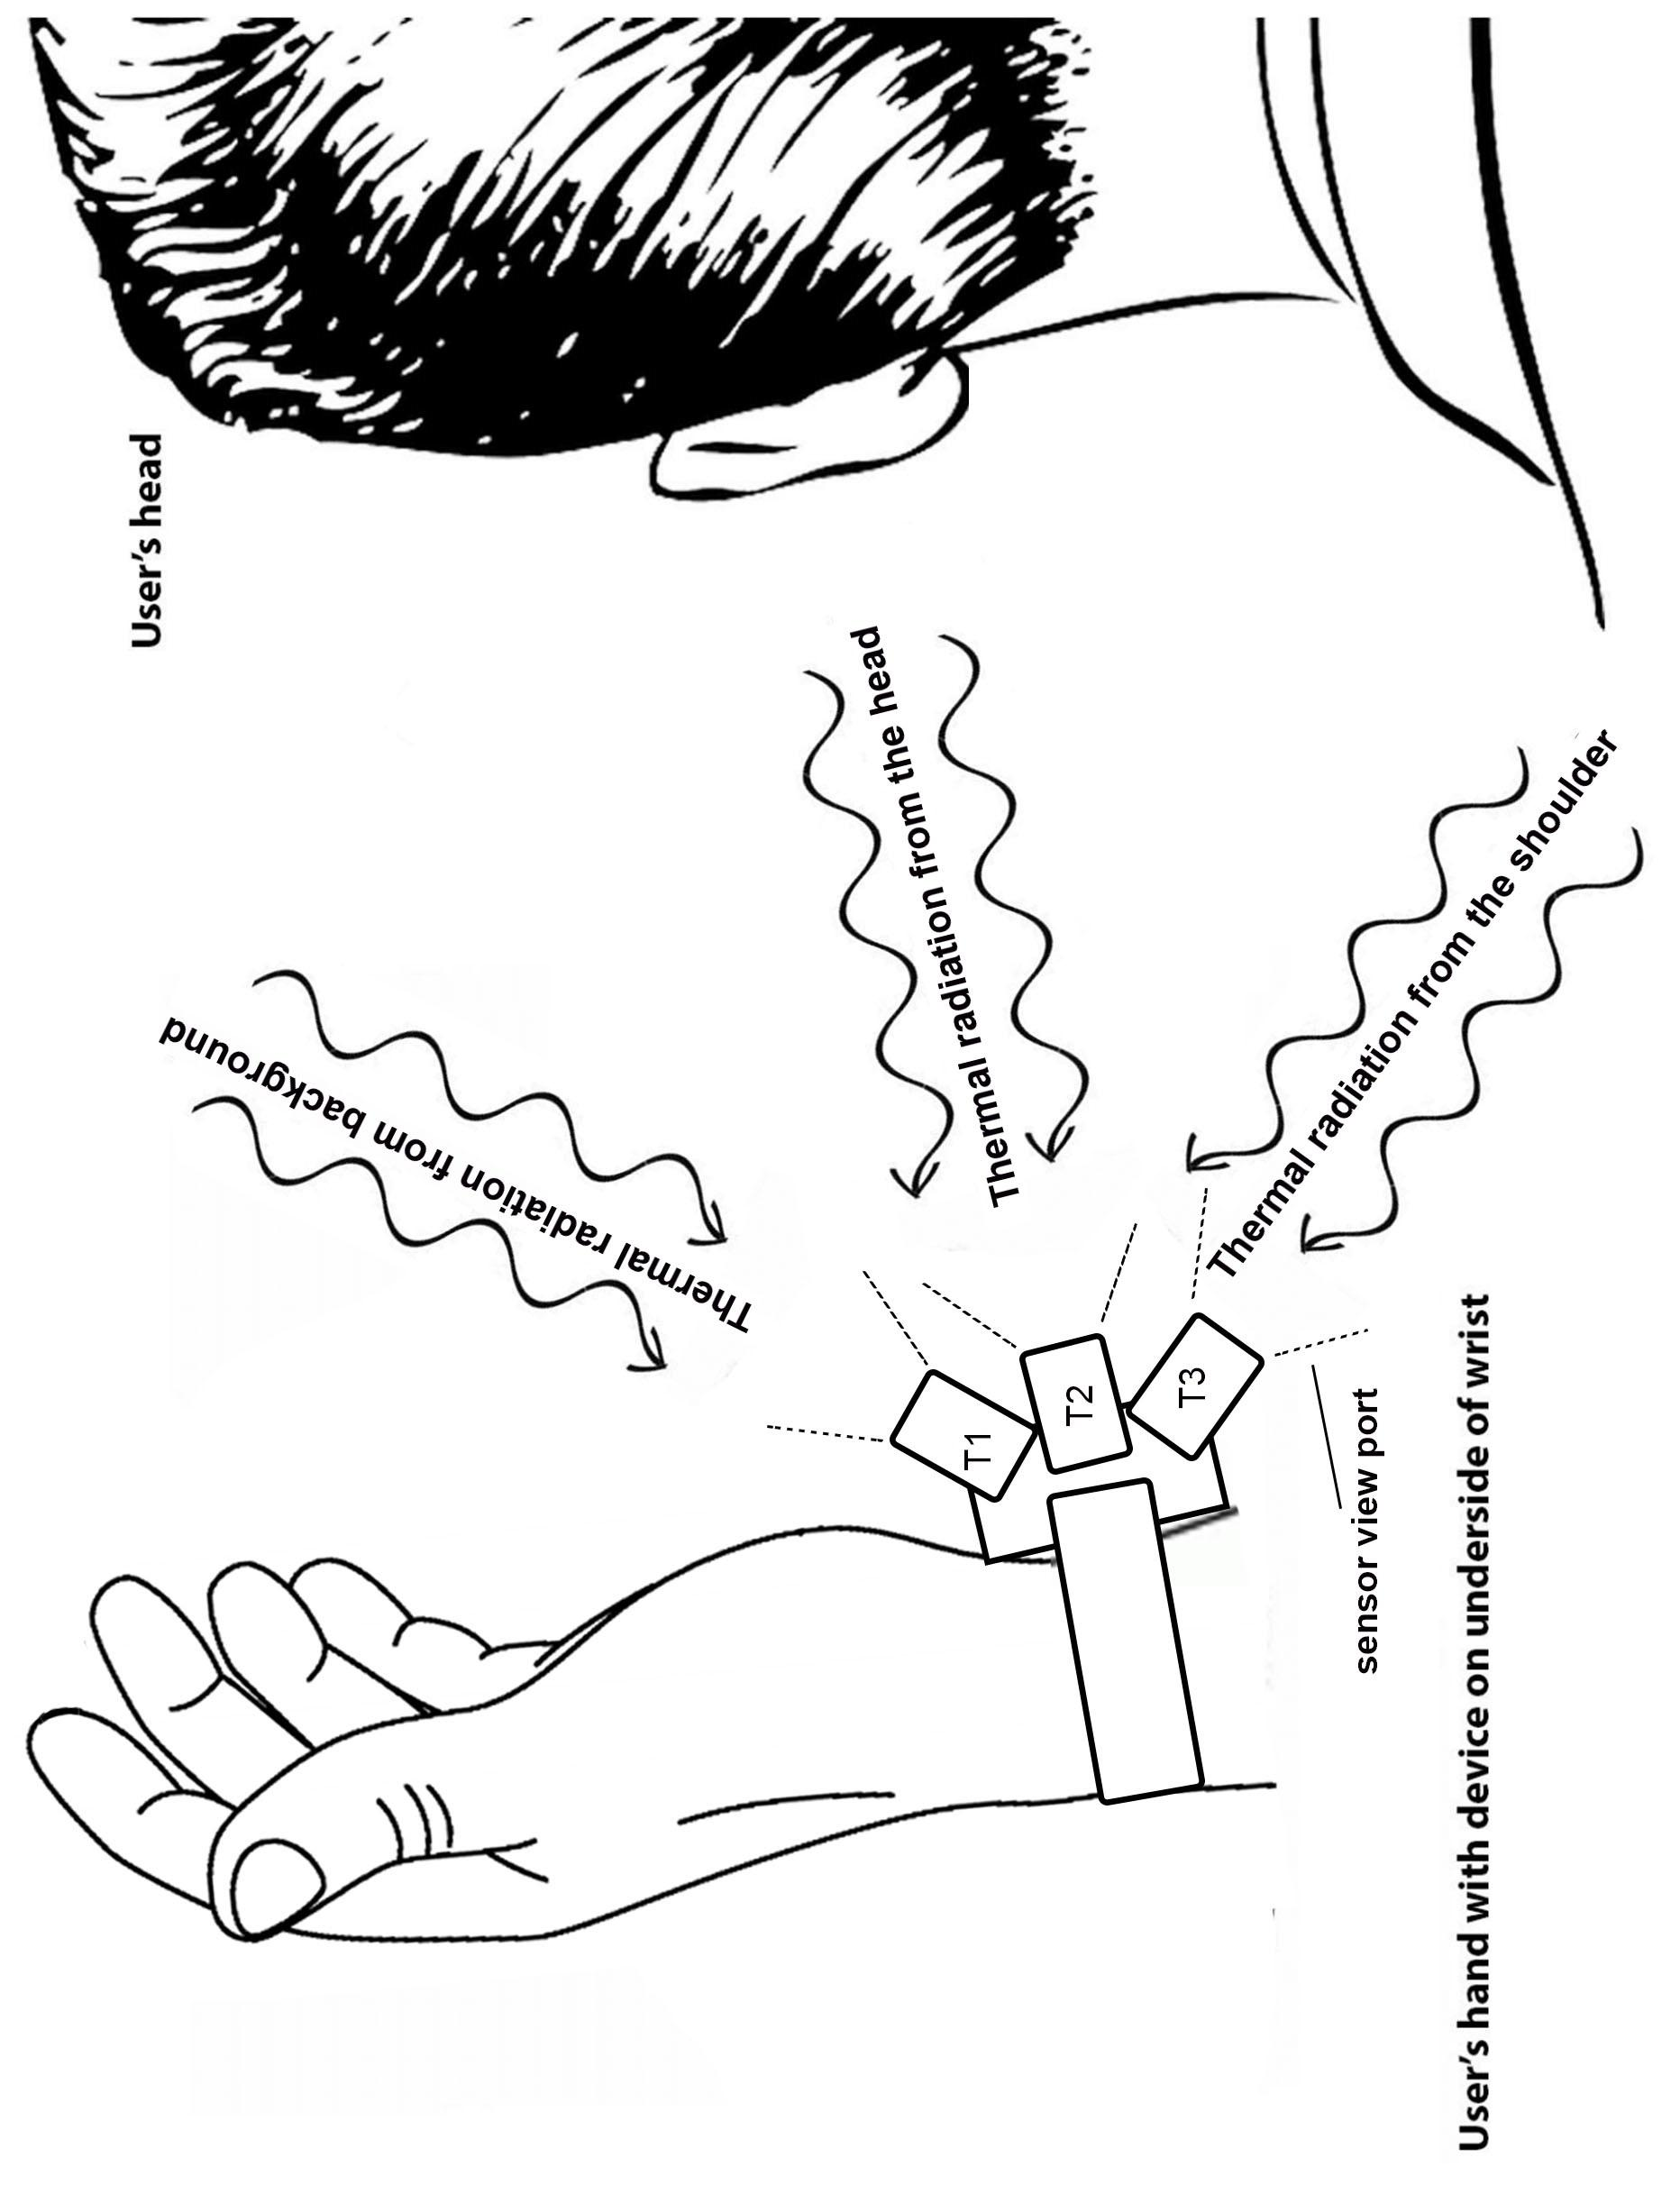 User's head
Thermal radiation from background
Thermal radiation from the head
Thermal radiation from the shoulder
T1
T2
T3
sensor view port
User's hand with device on underside of wrist